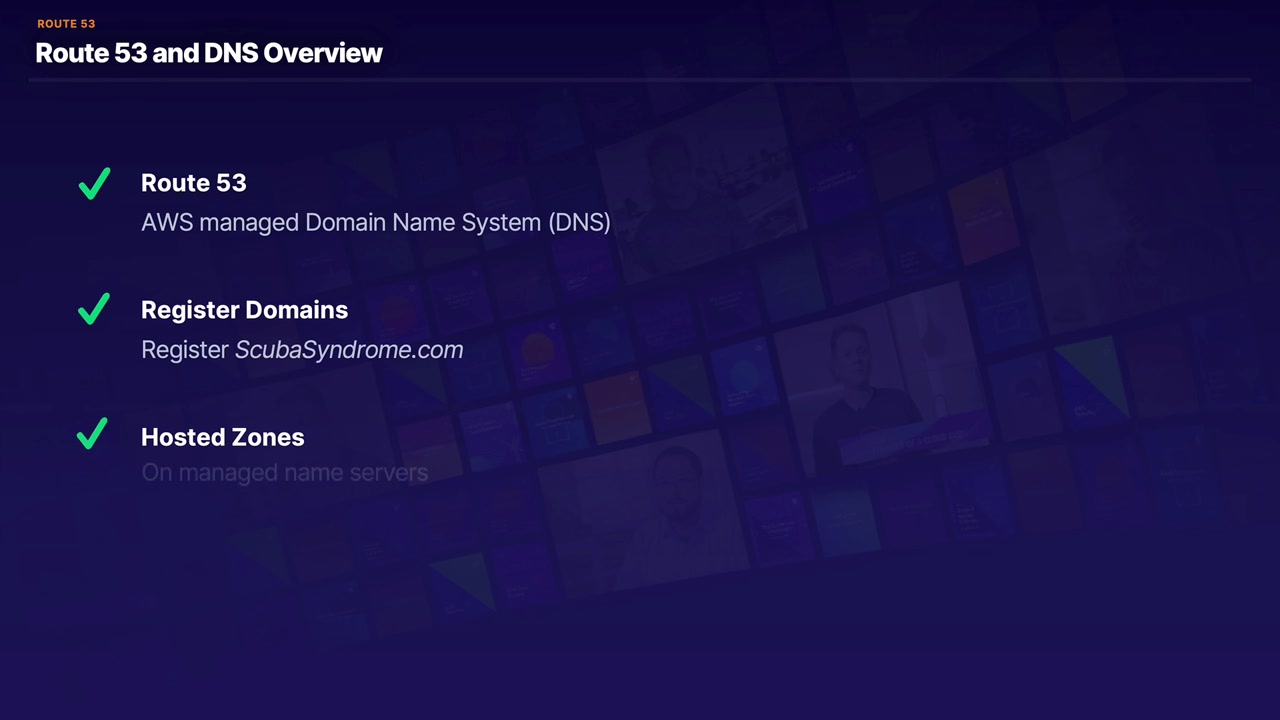 ROUTE 53
Route 53 and DNS Overview
Route 53
AWS managed Domain Name System (DNS)
Register Domains
Register ScubaSyndrome.com
Hosted Zones
On managed name servers